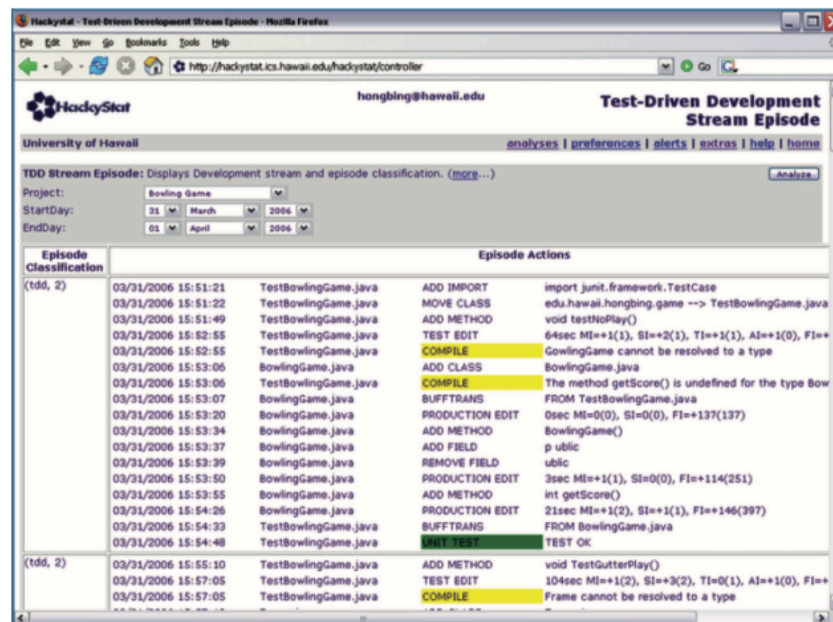 Hackystat - Test-Driven Development Stream Episode - Mozilla Firefox
File Edit View Go Bookmarks Tools Help
http://hackystat.ics.hawaii.edu/hackystat/controller Go
HackyStat hongbing@hawaii.edu Test-Driven Development
Stream Episode
University of Hawaii analyses | preferences | alerts | extras | help | home
TDD Stream Episode: Displays Development stream and episode classification. (more...) Analyze
Project: Bowling Game
StartDay: 31 March 2006
EndDay: 01 April 2006
Episode Classification Episode Actions
(tdd, 2) 03/31/2006 15:51:21 TestBowlingGame.java ADD IMPORT import junit.framework.TestCase
03/31/2006 15:51:22 TestBowlingGame.java MOVE CLASS edu.hawaii.hongbing.game --> TestBowlingGame.java
03/31/2006 15:51:49 TestBowlingGame.java ADD METHOD void testNoPlay()
03/31/2006 15:52:55 TestBowlingGame.java TEST EDIT 64sec MI=+1(1), SI=+2(1), TI=+1(1), AI=+1(0), FI=+
03/31/2006 15:52:55 TestBowlingGame.java COMPILE GowlingGame cannot be resolved to a type
03/31/2006 15:53:06 BowlingGame.java ADD CLASS BowlingGame.java
03/31/2006 15:53:06 TestBowlingGame.java COMPILE The method getScore() is undefined for the type Bow
03/31/2006 15:53:07 BowlingGame.java BUFFTRANS FROM TestBowlingGame.java
03/31/2006 15:53:20 BowlingGame.java PRODUCTION EDIT 0sec MI=0(0), SI=0(0), FI=+137(137)
03/31/2006 15:53:34 BowlingGame.java ADD METHOD BowlingGame()
03/31/2006 15:53:37 BowlingGame.java ADD FIELD p ublic
03/31/2006 15:53:39 BowlingGame.java REMOVE FIELD ublic
03/31/2006 15:53:50 BowlingGame.java PRODUCTION EDIT 3sec MI=+1(1), SI=0(0), FI=+114(251)
03/31/2006 15:53:55 BowlingGame.java ADD METHOD int getScore()
03/31/2006 15:54:26 BowlingGame.java PRODUCTION EDIT 21sec MI=+1(2), SI=+1(1), FI=+146(397)
03/31/2006 15:54:33 TestBowlingGame.java BUFFTRANS FROM BowlingGame.java
03/31/2006 15:54:48 TestBowlingGame.java UNIT TEST TEST OK
(tdd, 2) 03/31/2006 15:55:10 TestBowlingGame.java ADD METHOD void TestGutterPlay()
03/31/2006 15:57:05 TestBowlingGame.java TEST EDIT 104sec MI=+1(2), SI=+3(2), TI=0(1), AI=+1(0), FI=+
03/31/2006 15:57:05 TestBowlingGame.java COMPILE Frame cannot be resolved to a type